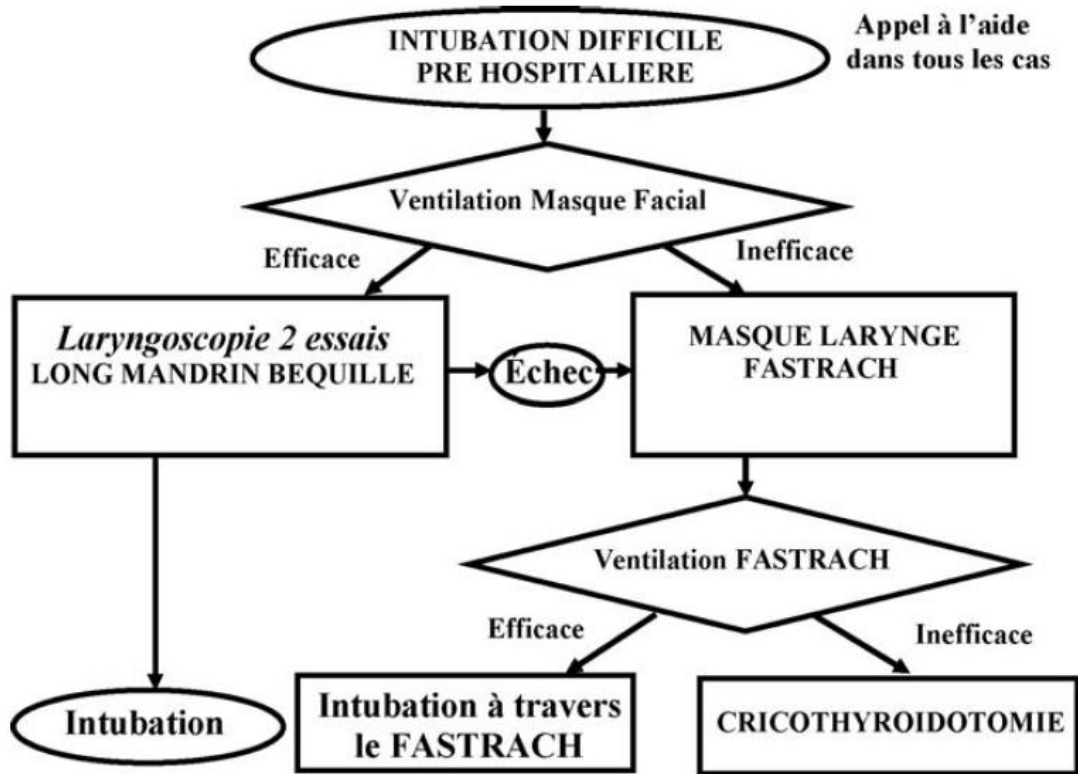 INTUBATION DIFFICILE
PRE HOSPITALIERE
Appel à l'aide
dans tous les cas
Ventilation Masque Facial
Efficace
Inefficace
Laryngoscopie 2 essais
LONG MANDRIN BEQUILLE
Échec
MASQUE LARYNGE
FASTRACH
Ventilation FASTRACH
Efficace
Inefficace
Intubation
Intubation à travers
le FASTRACH
CRICOTHYROIDOTOMIE